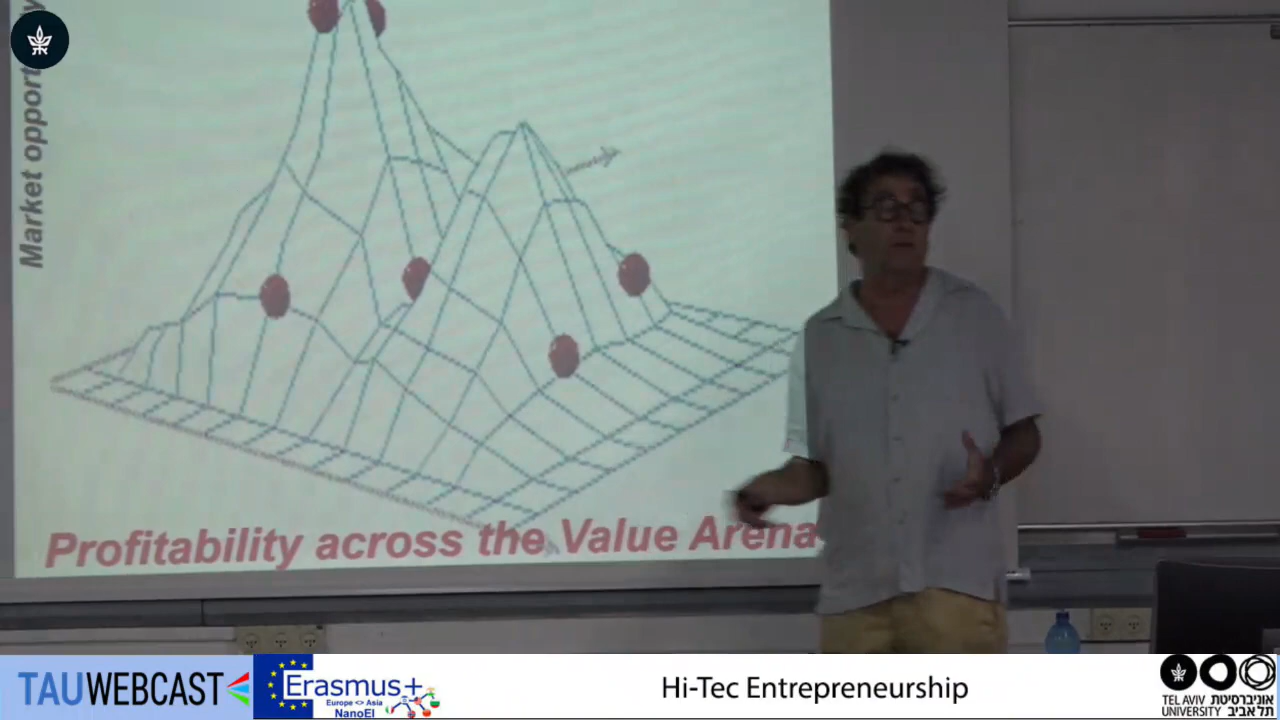 Market opportunity
Profitability across the Value Arena
TAUWEBCAST
Erasmus+
Europe <> Asia
NanoEl
Hi-Tec Entrepreneurship
TEL AVIV אוניברסיטת
UNIVERSITY תל אביב